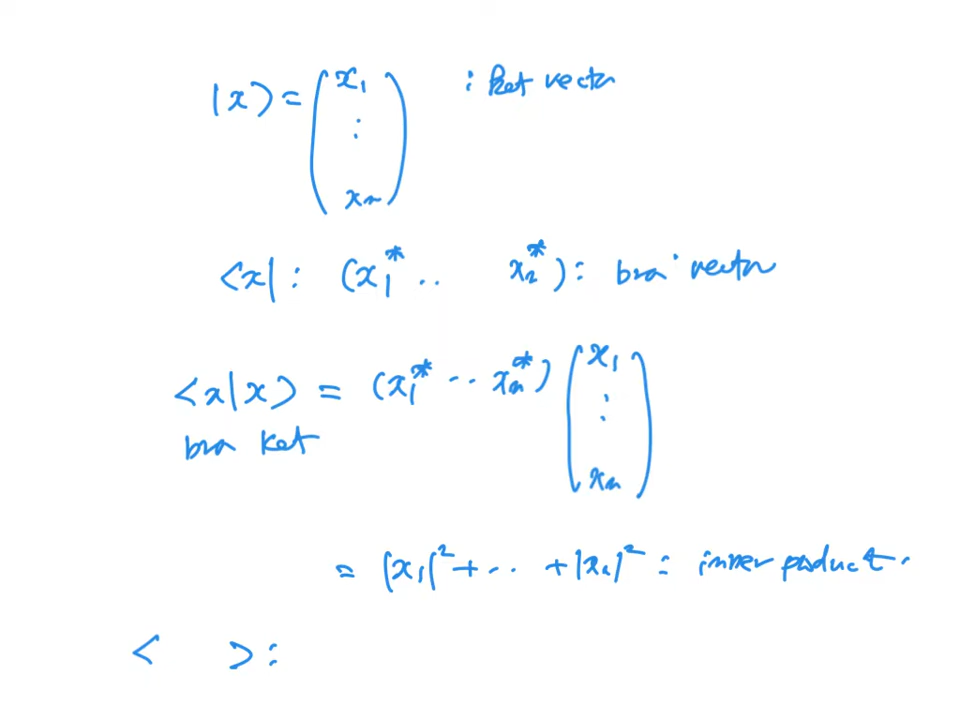 |x> = (x₁ : xₙ) : ket vector
<x| : (x₁* .. x₂*) : bra vector
<x|x> = (x₁* .. xₙ*) (x₁ : xₙ)
bra ket
= |x₁|² + .. + |xₙ|² : inner product.
< > :